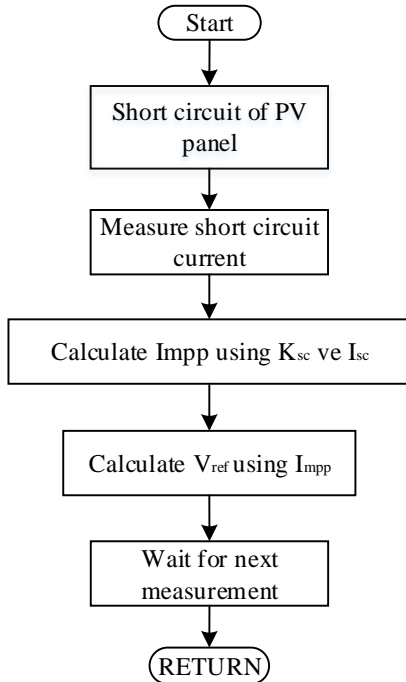 Start
Short circuit of PV
panel
Measure short circuit
current
Calculate Impp using Ksc ve Isc
Calculate Vref using Impp
Wait for next
measurement
RETURN